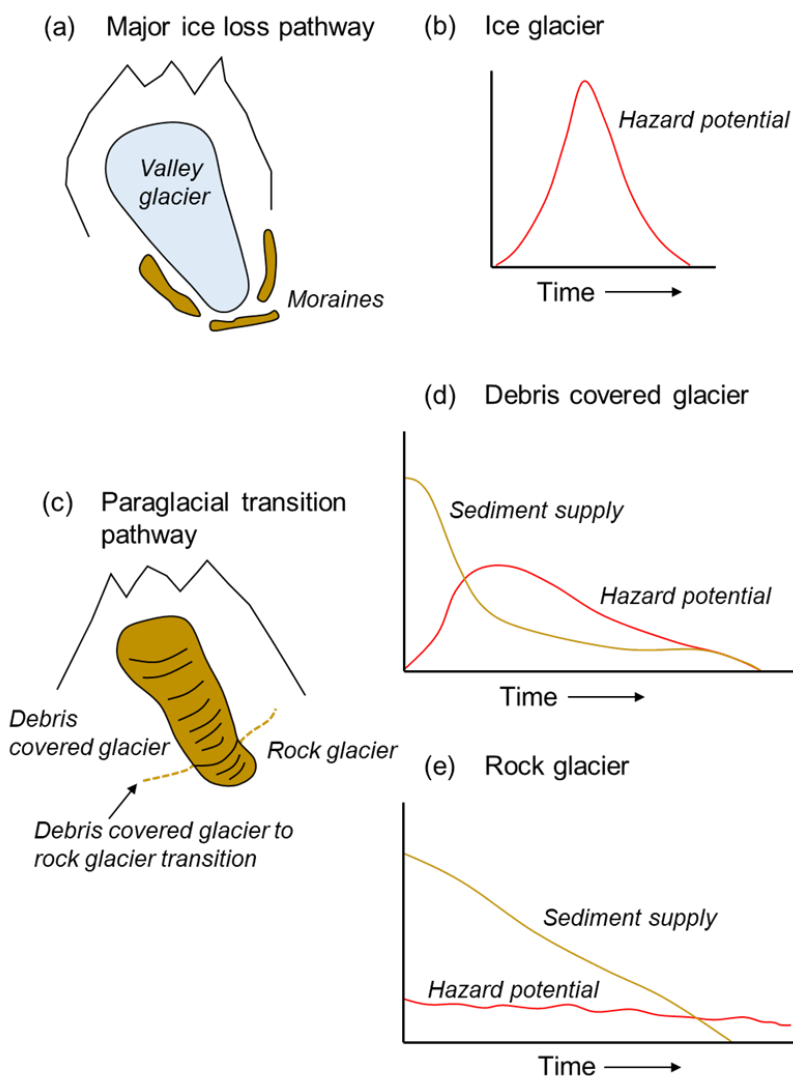 (a) Major ice loss pathway
Valley
glacier
Moraines
(b) Ice glacier
Hazard potential
Time
(c) Paraglacial transition
pathway
Debris
covered glacier
Rock glacier
Debris covered glacier to
rock glacier transition
(d) Debris covered glacier
Sediment supply
Hazard potential
Time
(e) Rock glacier
Sediment supply
Hazard potential
Time